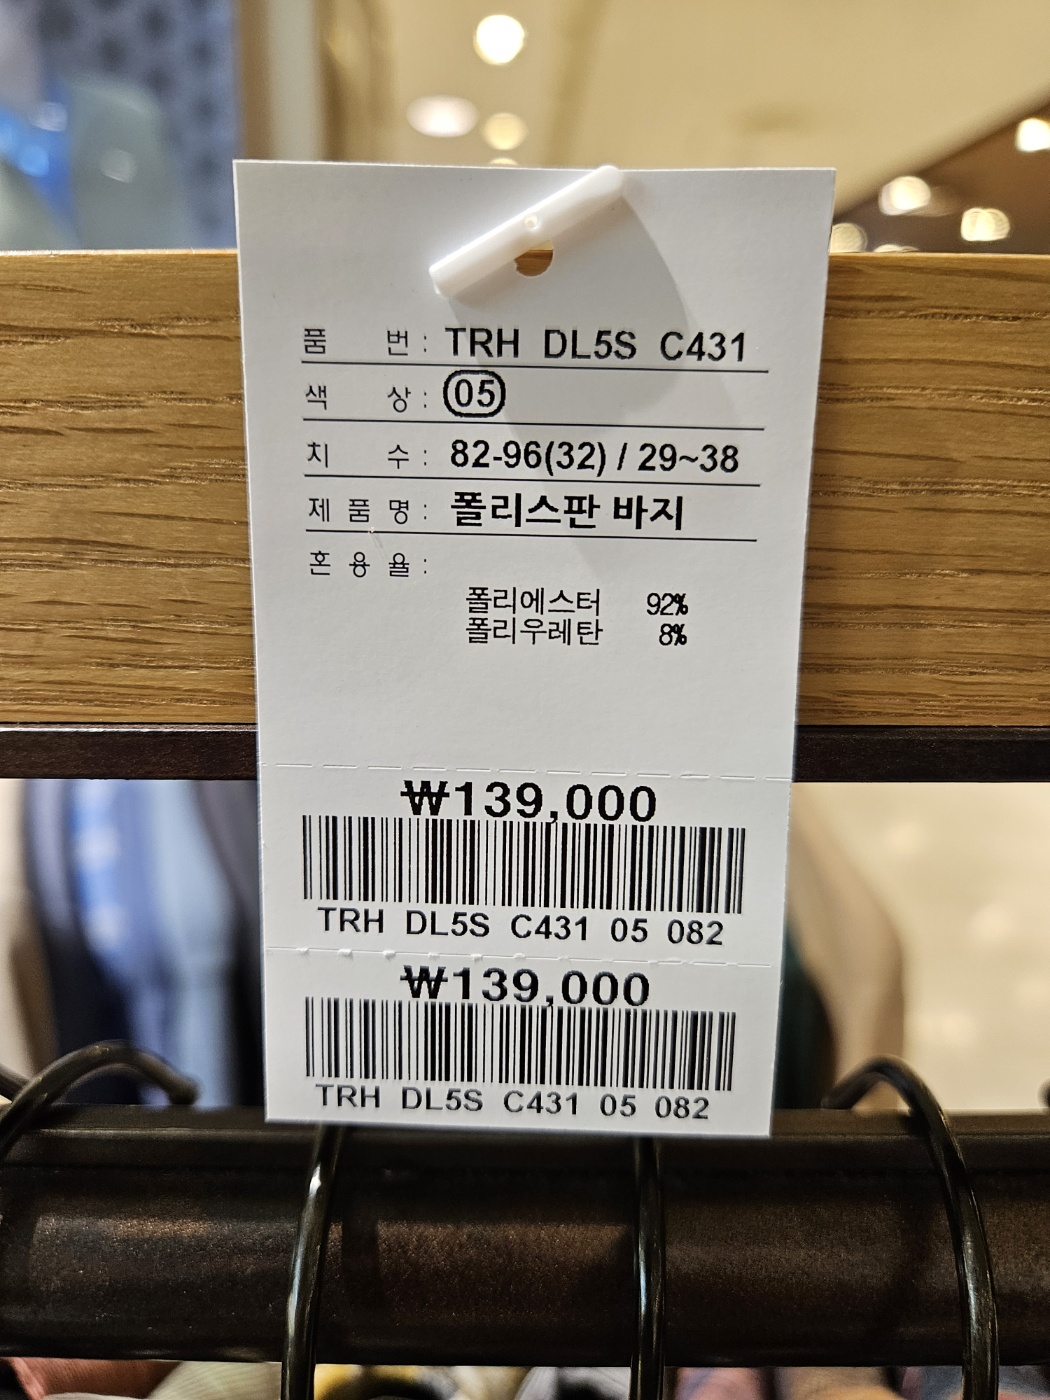 품 번 : TRH DL5S C431
색 상 : 05
치 수 : 82-96(32) / 29~38
제 품 명 : 폴리스판 바지
혼 용 율 :
폴리에스터 92%
폴리우레탄 8%
₩139,000
TRH DL5S C431 05 082
₩139,000
TRH DL5S C431 05 082